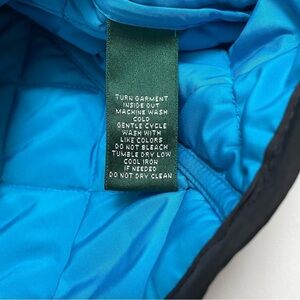 TURN GARMENT
INSIDE OUT
MACHINE WASH
COLD
GENTLE CYCLE
WASH WITH
LIKE COLORS
DO NOT BLEACH
TUMBLE DRY LOW
COOL IRON
IF NEEDED
DO NOT DRY CLEAN